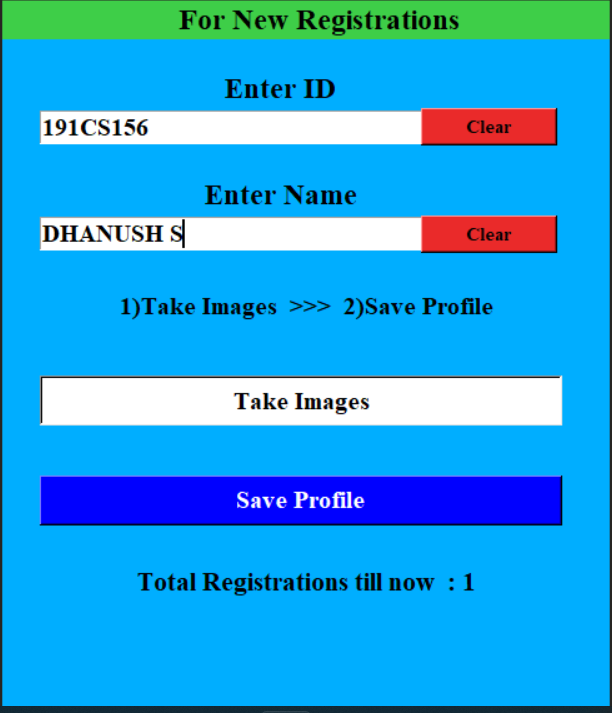 For New Registrations
Enter ID
191CS156 Clear
Enter Name
DHANUSH S Clear
1)Take Images >>> 2)Save Profile
Take Images
Save Profile
Total Registrations till now : 1